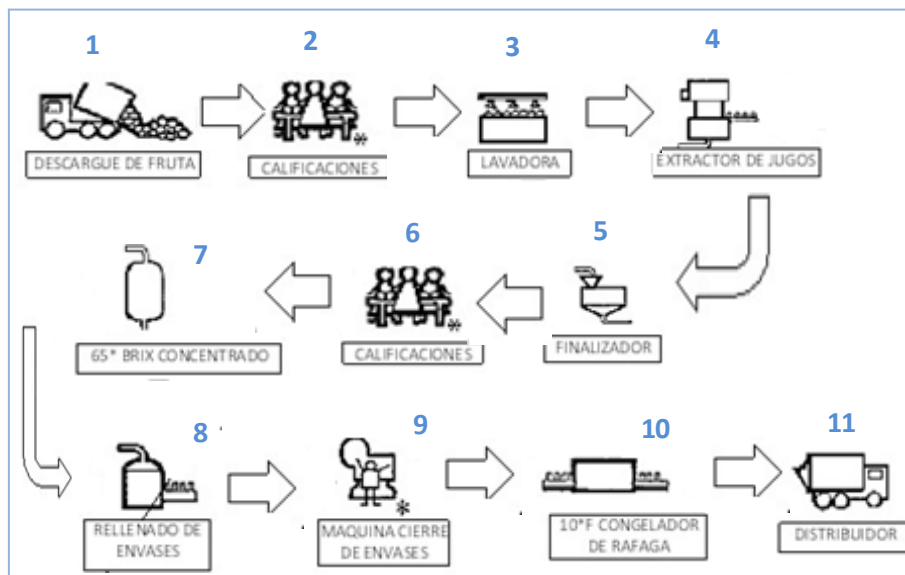 1
2
3
4
DESCARGUE DE FRUTA
CALIFICACIONES
*
LAVADORA
EXTRACTOR DE JUGOS
7
6
5
65° BRIX CONCENTRADO
CALIFICACIONES
*
FINALIZADOR
8
9
10
11
RELLENADO DE
ENVASES
MAQUINA CIERRE
DE ENVASES
*
10°F CONGELADOR
DE RAFAGA
DISTRIBUIDOR